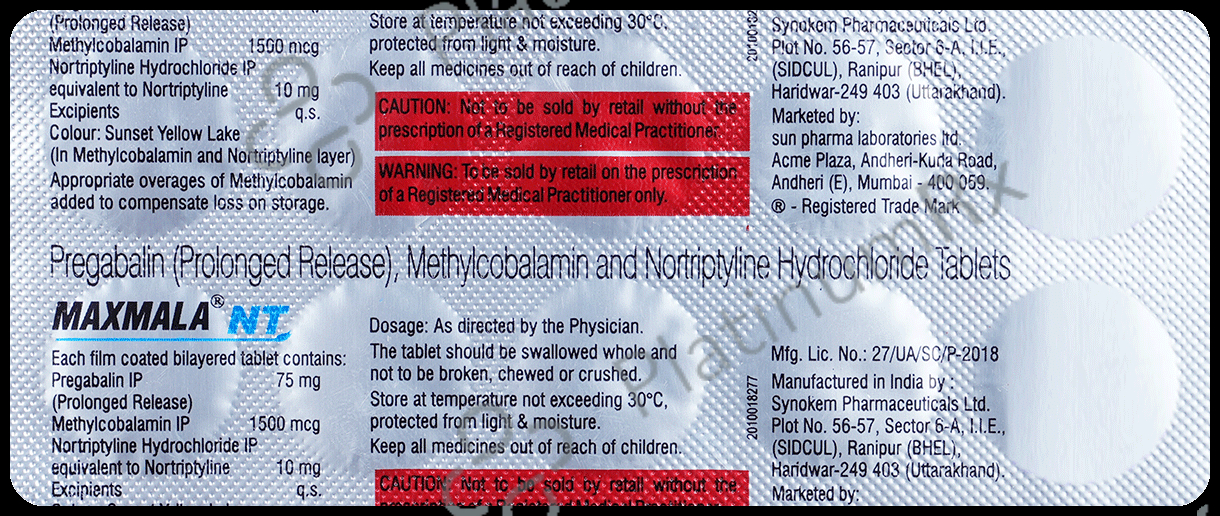 (Prolonged Release)
Methylcobalamin IP 1500 mcg
Nortriptyline Hydrochloride IP
equivalent to Nortriptyline 10 mg
Excipients q.s.
Colour: Sunset Yellow Lake
(In Methylcobalamin and Nortriptyline layer)
Appropriate overages of Methylcobalamin
added to compensate loss on storage.
Store at temperature not exceeding 30°C,
protected from light & moisture.
Keep all medicines out of reach of children.
CAUTION: Not to be sold by retail without the
prescription of a Registered Medical Practitioner.
WARNING: To be sold by retail on the prescription
of a Registered Medical Practitioner only.
Synokem Pharmaceuticals Ltd.
Plot No. 56-57, Sector 6-A, I.I.E.,
(SIDCUL), Ranipur (BHEL),
Haridwar-249 403 (Uttarakhand).
Marketed by:
sun pharma laboratories ltd.
Acme Plaza, Andheri-Kurla Road,
Andheri (E), Mumbai - 400 059.
® - Registered Trade Mark
Pregabalin (Prolonged Release), Methylcobalamin and Nortriptyline Hydrochloride Tablets
MAXMALA® NT
Each film coated bilayered tablet contains:
Pregabalin IP 75 mg
(Prolonged Release)
Methylcobalamin IP 1500 mcg
Nortriptyline Hydrochloride IP
equivalent to Nortriptyline 10 mg
Excipients q.s.
Dosage: As directed by the Physician.
The tablet should be swallowed whole and
not to be broken, chewed or crushed.
Store at temperature not exceeding 30°C,
protected from light & moisture.
Keep all medicines out of reach of children.
CAUTION: Not to be sold by retail without the
2010018277
Mfg. Lic. No.: 27/UA/SC/P-2018
Manufactured in India by :
Synokem Pharmaceuticals Ltd.
Plot No. 56-57, Sector 6-A, I.I.E.,
(SIDCUL), Ranipur (BHEL),
Haridwar-249 403 (Uttarakhand).
Marketed by:
PlatinumRx